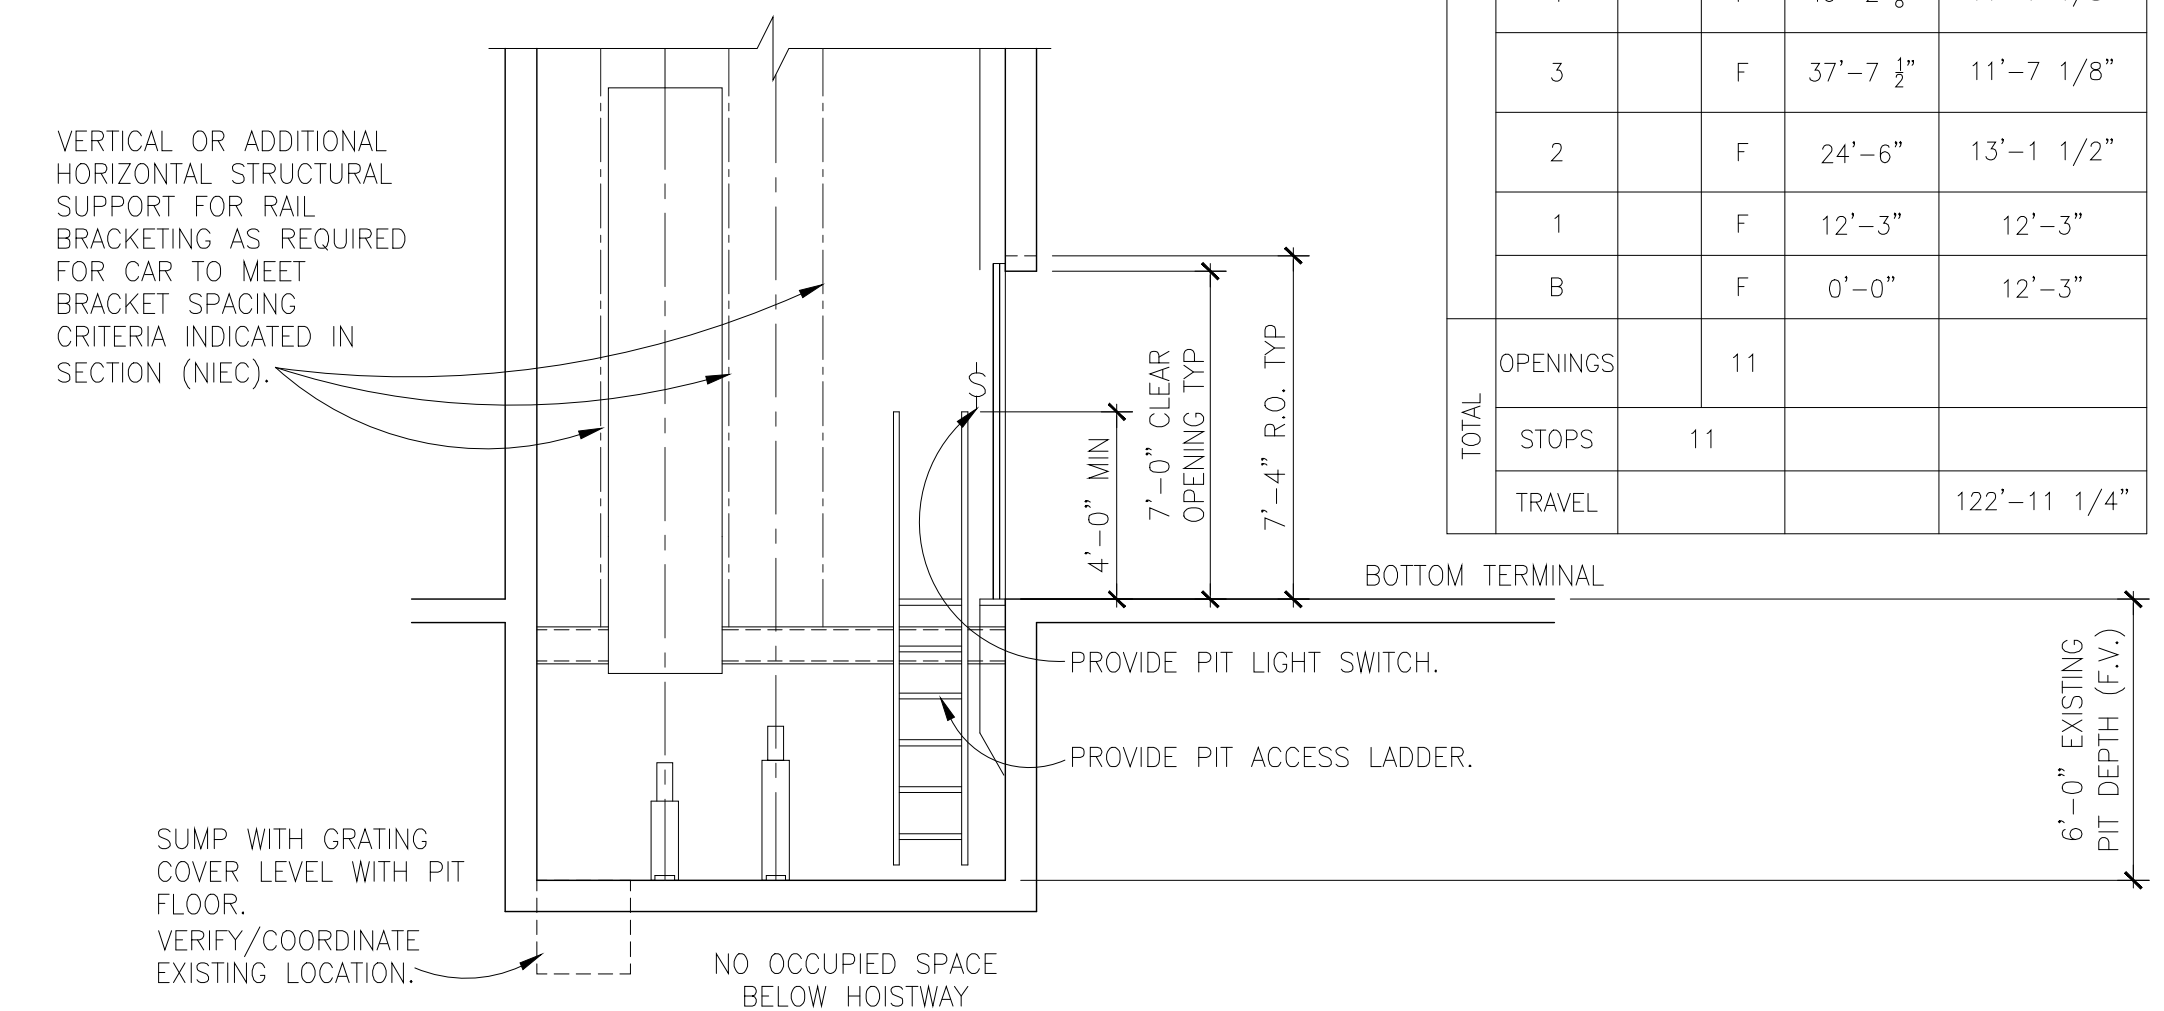 VERTICAL OR ADDITIONAL
HORIZONTAL STRUCTURAL
SUPPORT FOR RAIL
BRACKETING AS REQUIRED
FOR CAR TO MEET
BRACKET SPACING
CRITERIA INDICATED IN
SECTION (NIEC).
SUMP WITH GRATING
COVER LEVEL WITH PIT
FLOOR.
VERIFY/COORDINATE
EXISTING LOCATION.
NO OCCUPIED SPACE
BELOW HOISTWAY
S
4'-0" MIN
7'-0" CLEAR
OPENING TYP
7'-4" R.O. TYP
PROVIDE PIT LIGHT SWITCH.
PROVIDE PIT ACCESS LADDER.
BOTTOM TERMINAL
6'-0" EXISTING
PIT DEPTH (F.V.)
3 F 37'-7 ½" 11'-7 1/8"
2 F 24'-6" 13'-1 1/2"
1 F 12'-3" 12'-3"
B F 0'-0" 12'-3"
TOTAL
OPENINGS 11
STOPS 11
TRAVEL 122'-11 1/4"